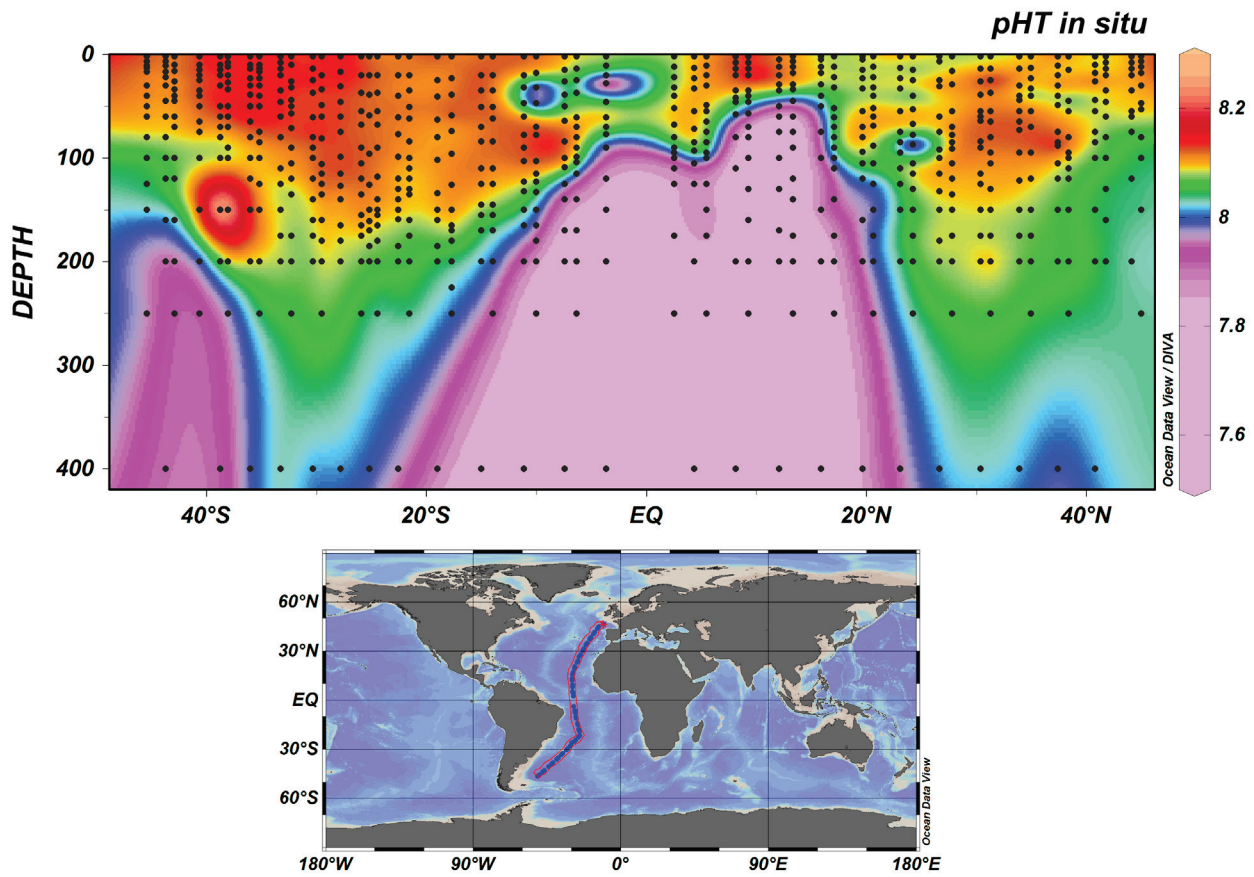 pHT in situ
0
100
200
300
400
DEPTH
40°S
20°S
EQ
20°N
40°N
8.2
8
7.8
7.6
Ocean Data View / DIVA
60°N
30°N
EQ
30°S
60°S
180°W
90°W
0°
90°E
180°E
Ocean Data View